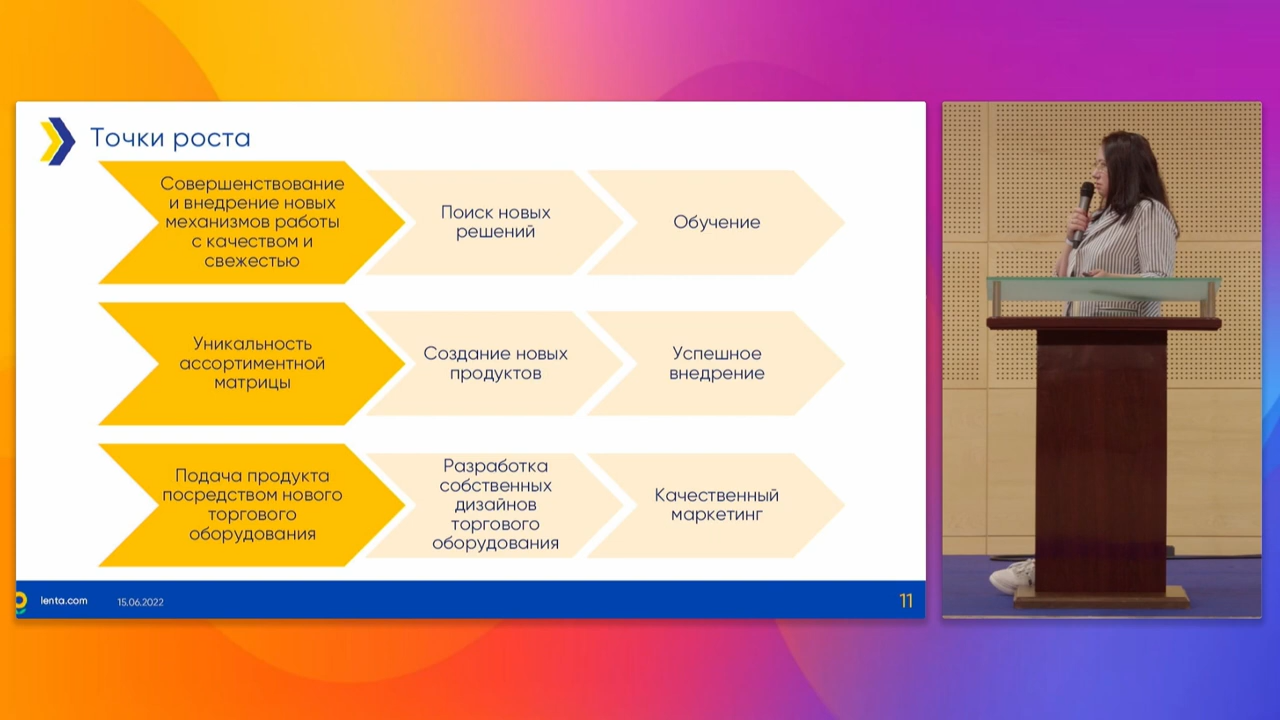 Точки роста
Совершенствование
и внедрение новых
механизмов работы
с качеством и
свежестью
Поиск новых
решений
Обучение
Уникальность
ассортиментной
матрицы
Создание новых
продуктов
Успешное
внедрение
Подача продукта
посредством нового
торгового
оборудования
Разработка
собственных
дизайнов
торгового
оборудования
Качественный
маркетинг
lenta.com
15.06.2022
11